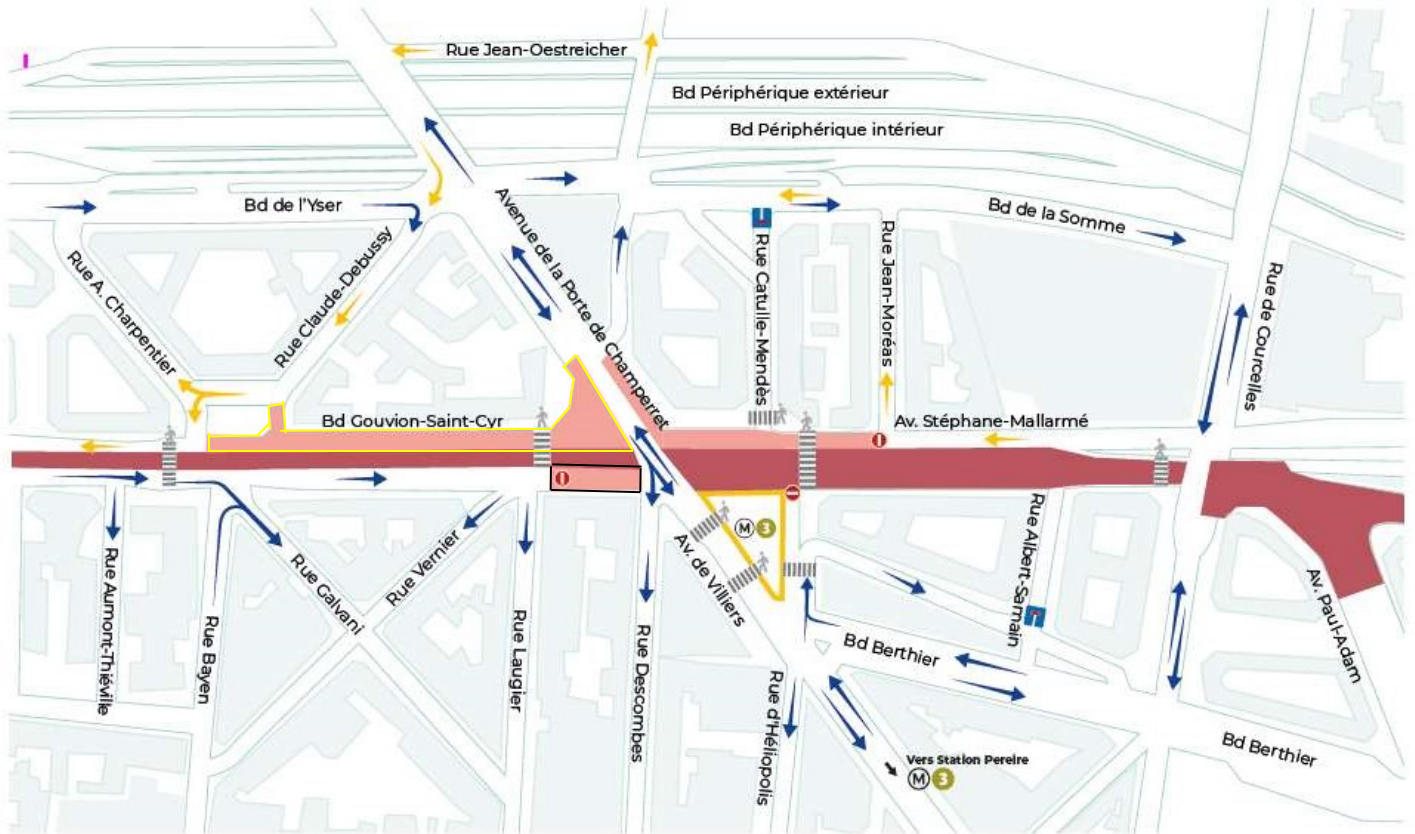 Rue Jean-Oestreicher
Bd Périphérique extérieur
Bd Périphérique intérieur
Bd de l'Yser
Avenue de la Porte de Champerret
Bd de la Somme
Rue A. Charpentier
Rue Claude-Debussy
Rue Catulle-Mendès
Rue Jean-Moréas
Rue de Courcelles
Bd Gouvion-Saint-Cyr
Av. Stéphane-Mallarmé
M 3
Rue Aumont-Thiéville
Rue Bayen
Rue Galvani
Rue Vernier
Rue Laugier
Rue Descombes
Av. de Villiers
Rue Albert-Samain
Av. Paul-Adam
Bd Berthier
Rue d'Héliopolis
Bd Berthier
Vers Station Pereire
M 3